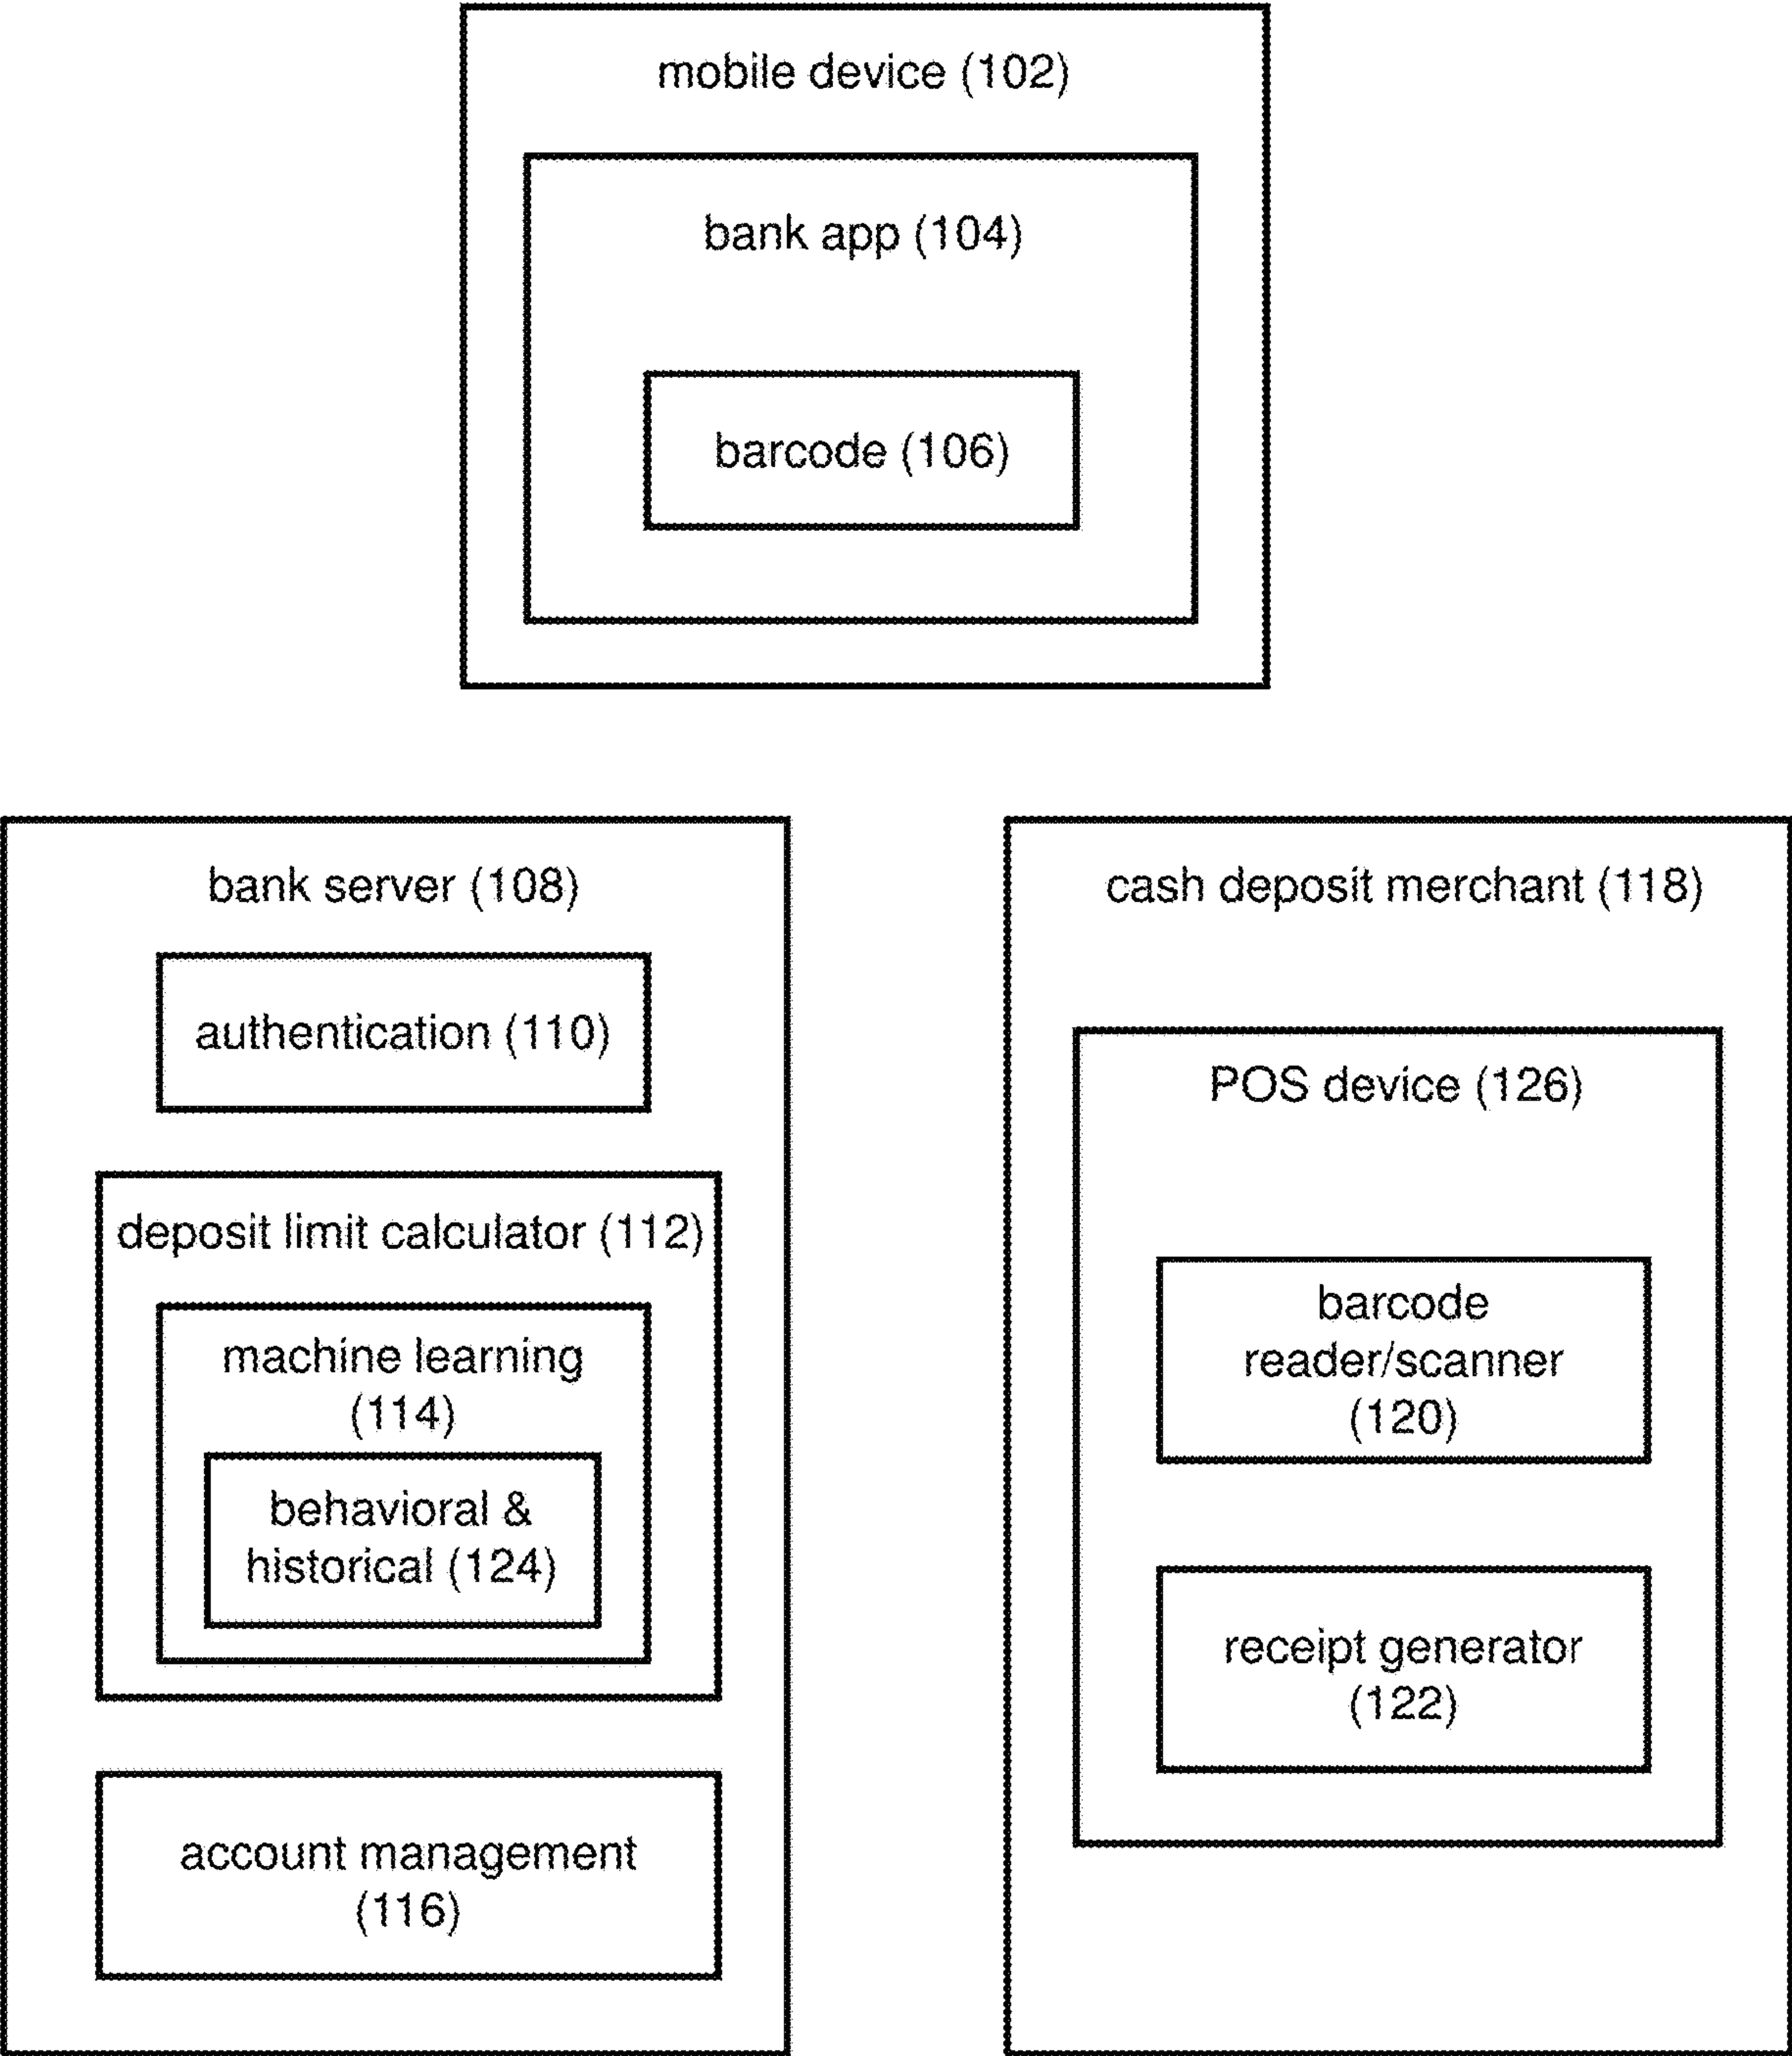 mobile device (102)
bank app (104)
barcode (106)
bank server (108)
authentication (110)
deposit limit calculator (112)
machine learning
(114)
behavioral &
historical (124)
account management
(116)
cash deposit merchant (118)
POS device (126)
barcode
reader/scanner
(120)
receipt generator
(122)